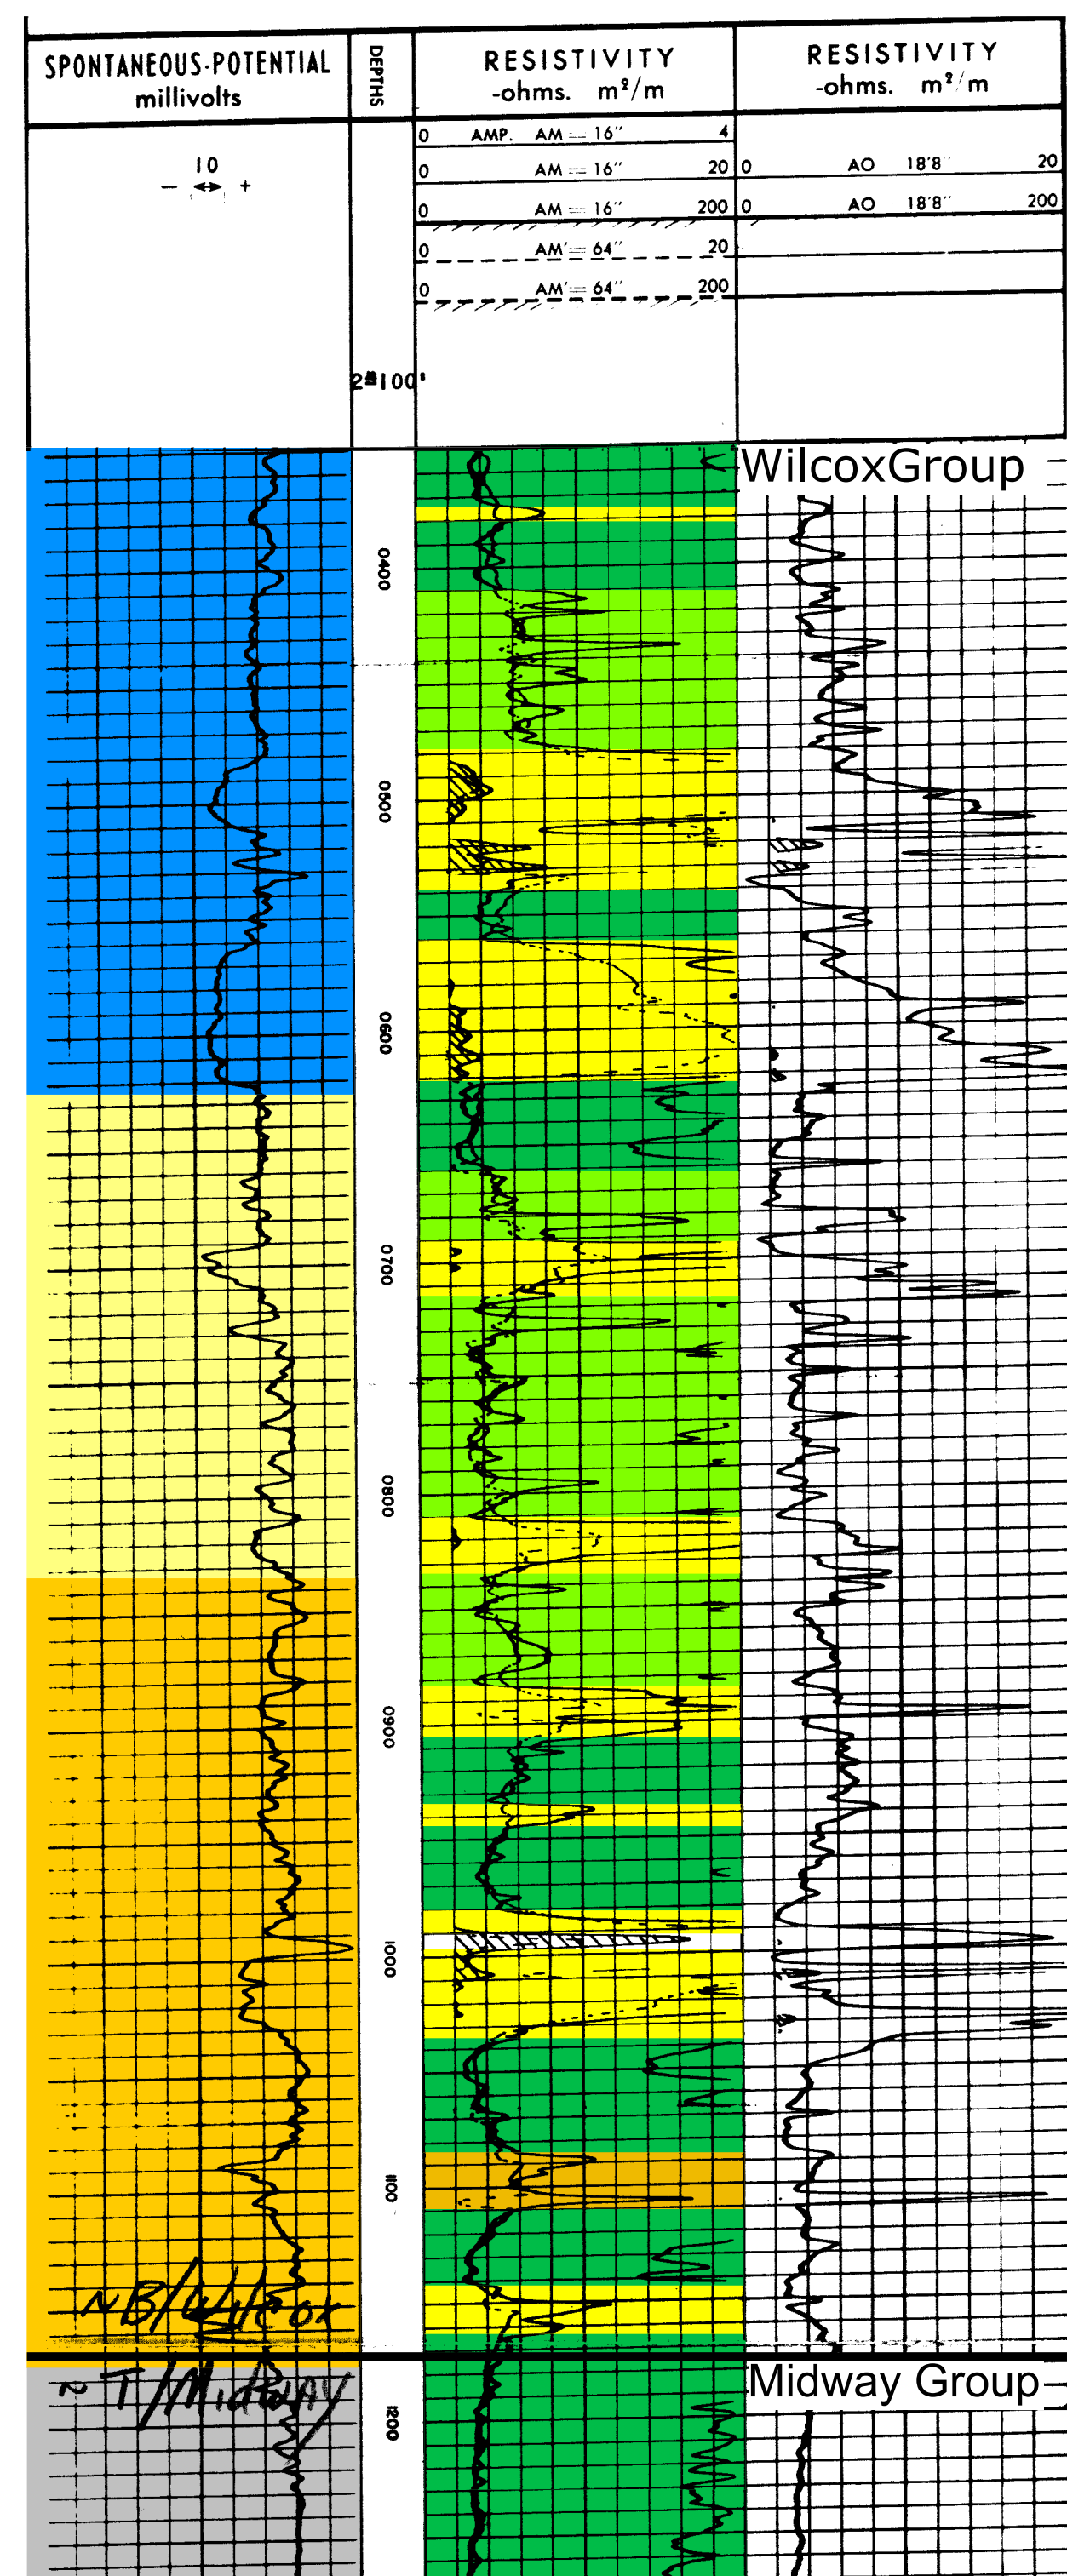 SPONTANEOUS-POTENTIAL
millivolts
DEPTHS
RESISTIVITY
-ohms. m²/m
RESISTIVITY
-ohms. m²/m
10
- +
0 AMP. AM = 16" 4
0 AM = 16" 20
0 AO 18'8" 20
0 AM = 16" 200
0 AO 18'8" 200
0 AM' = 64" 20
0 AM' = 64" 200
2"=100'
WilcoxGroup
0400
0500
0600
0700
0800
0900
1000
1100
~B/Wilcox
~T/Midway
Midway Group
1200